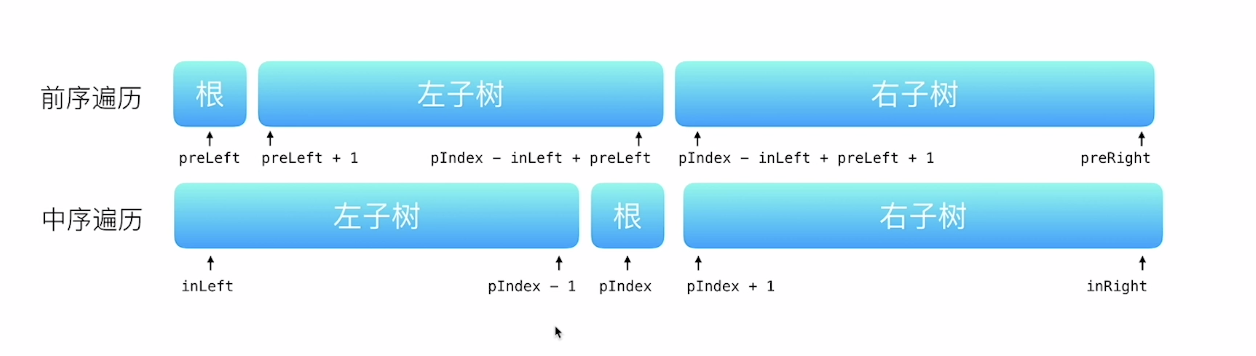 前序遍历 根 左子树 右子树
preLeft preLeft + 1 pIndex - inLeft + preLeft pIndex - inLeft + preLeft + 1 preRight
中序遍历 左子树 根 右子树
inLeft pIndex - 1 pIndex pIndex + 1 inRight